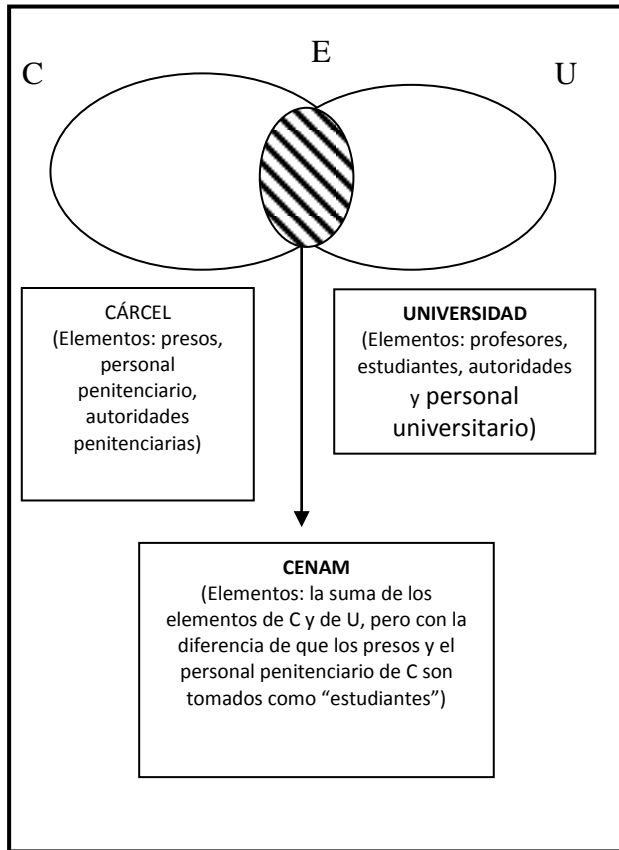 E
C
U
CÁRCEL
(Elementos: presos,
personal
penitenciario,
autoridades
penitenciarias)
UNIVERSIDAD
(Elementos: profesores,
estudiantes, autoridades
y personal
universitario)
CENAM
(Elementos: la suma de los
elementos de C y de U, pero con la
diferencia de que los presos y el
personal penitenciario de C son
tomados como “estudiantes”)